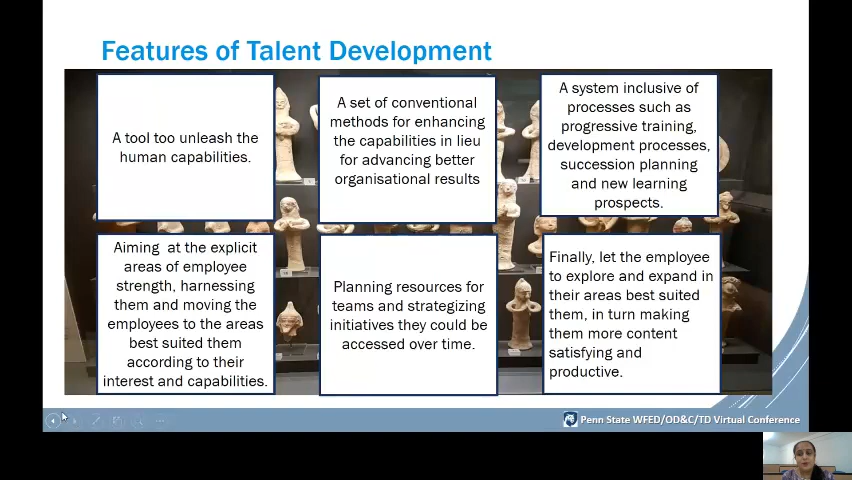 Features of Talent Development
A tool too unleash the
human capabilities.
A set of conventional
methods for enhancing
the capabilities in lieu
for advancing better
organisational results
A system inclusive of
processes such as
progressive training,
development processes,
succession planning
and new learning
prospects.
Aiming at the explicit
areas of employee
strength, harnessing
them and moving the
employees to the areas
best suited them
according to their
interest and capabilities.
Planning resources for
teams and strategizing
initiatives they could be
accessed over time.
Finally, let the employee
to explore and expand in
their areas best suited
them, in turn making
them more content
satisfying and
productive.
Penn State WFED/OD&C/TD Virtual Conference